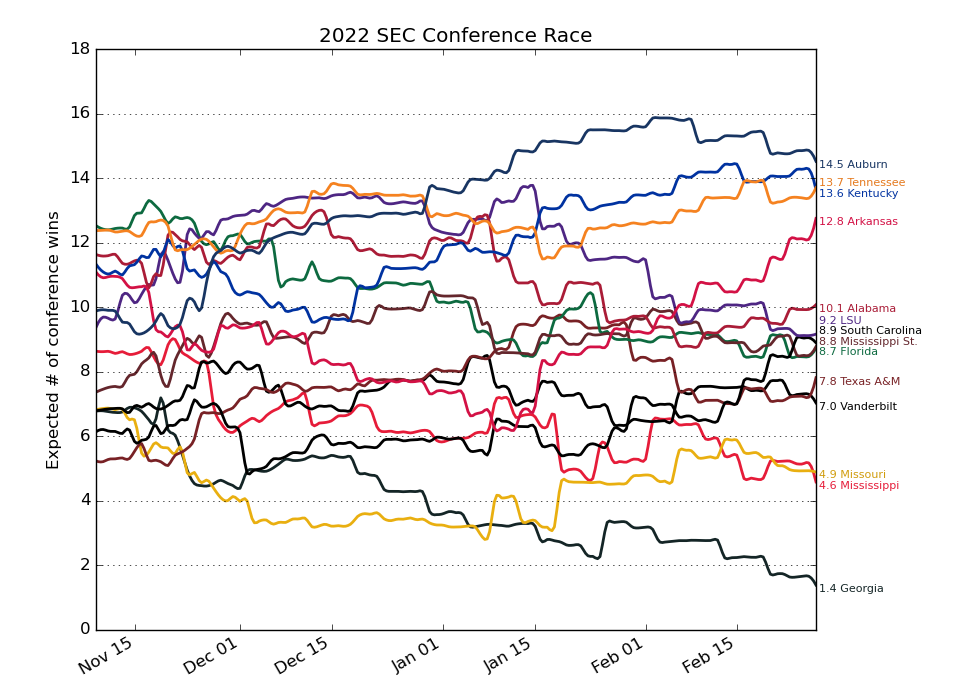 2022 SEC Conference Race
Expected # of conference wins
18
16
14
12
10
8
6
4
2
0
14.5 Auburn
13.7 Tennessee
13.6 Kentucky
12.8 Arkansas
10.1 Alabama
9.2 LSU
8.9 South Carolina
8.8 Mississippi St.
8.7 Florida
7.8 Texas A&M
7.0 Vanderbilt
4.9 Missouri
4.6 Mississippi
1.4 Georgia
Nov 15
Dec 01
Dec 15
Jan 01
Jan 15
Feb 01
Feb 15